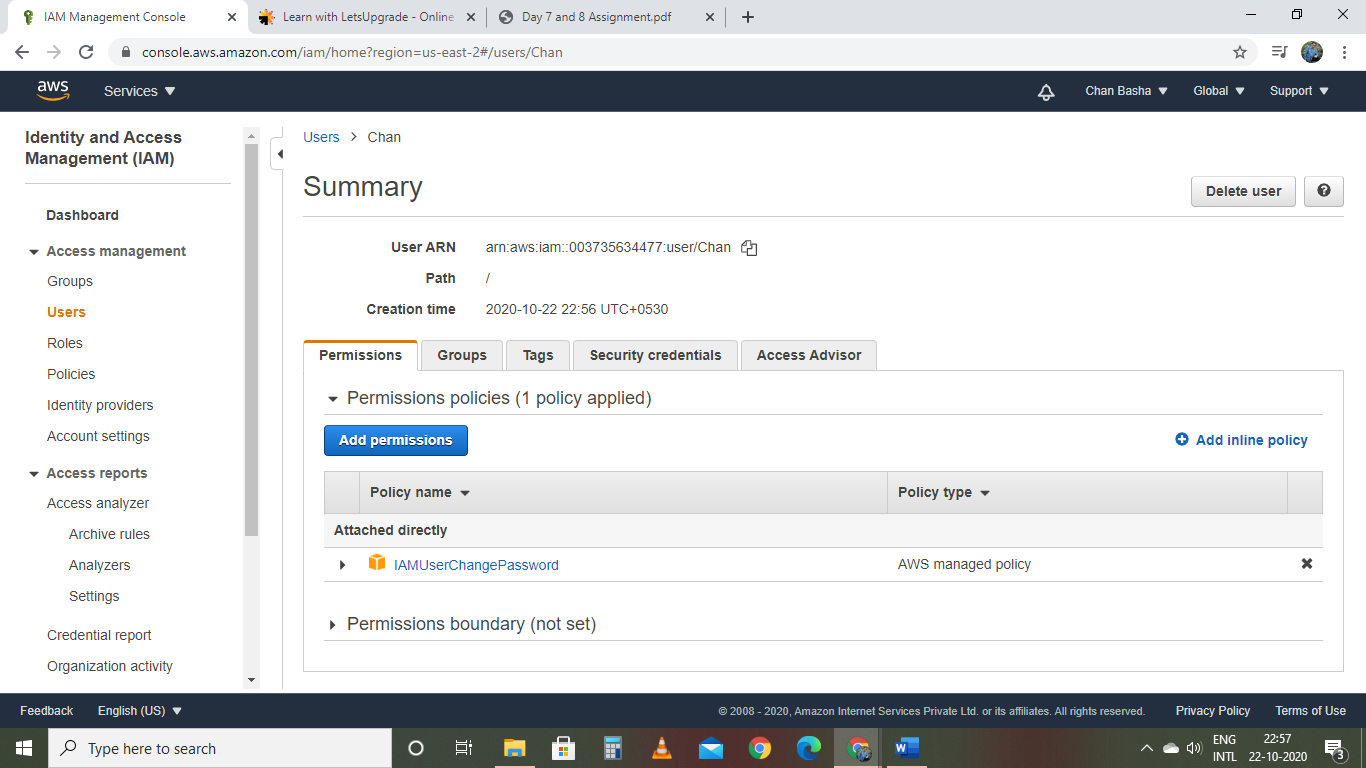 IAM Management Console
Learn with LetsUpgrade - Online
Day 7 and 8 Assignment.pdf
console.aws.amazon.com/iam/home?region=us-east-2#/users/Chan
aws
Services
Chan Basha
Global
Support
Identity and Access
Management (IAM)
Dashboard
Access management
Groups
Users
Roles
Policies
Identity providers
Account settings
Access reports
Access analyzer
Archive rules
Analyzers
Settings
Credential report
Organization activity
Users > Chan
Summary
Delete user
?
User ARN arn:aws:iam::003735634477:user/Chan
Path /
Creation time 2020-10-22 22:56 UTC+0530
Permissions
Groups
Tags
Security credentials
Access Advisor
Permissions policies (1 policy applied)
Add permissions
Add inline policy
Policy name
Policy type
Attached directly
IAMUserChangePassword
AWS managed policy
Permissions boundary (not set)
Feedback
English (US)
© 2008 - 2020, Amazon Internet Services Private Ltd. or its affiliates. All rights reserved.
Privacy Policy
Terms of Use
Type here to search
W
ENG
INTL
22:57
22-10-2020
3